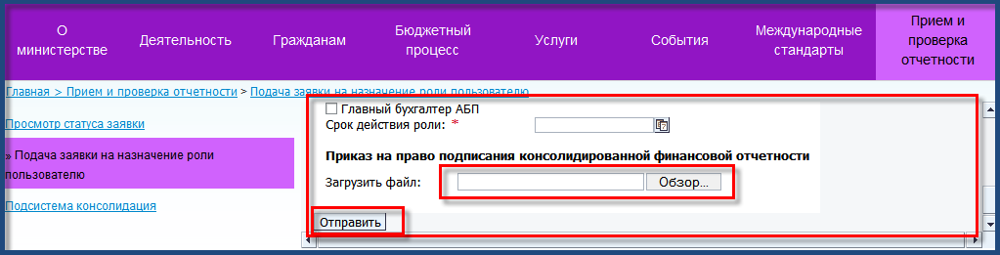 О министерстве
Деятельность
Гражданам
Бюджетный процесс
Услуги
События
Международные стандарты
Прием и проверка отчетности
Главная > Прием и проверка отчетности > Подача заявки на назначение роли пользователю
Просмотр статуса заявки
» Подача заявки на назначение роли
пользователю
Подсистема консолидация
Главный бухгалтер АБП
Срок действия роли: *
Приказ на право подписания консолидированной финансовой отчетности
Загрузить файл:
Обзор...
Отправить